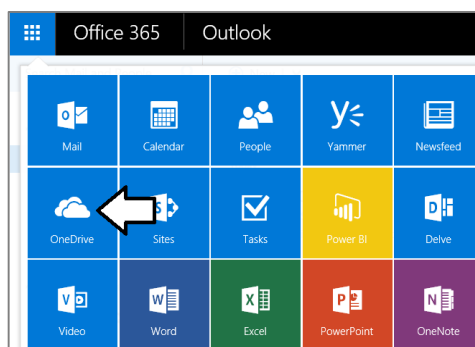 Office 365 Outlook
Mail Calendar People Yammer Newsfeed
OneDrive Sites Tasks Power BI Delve
Video Word Excel PowerPoint OneNote